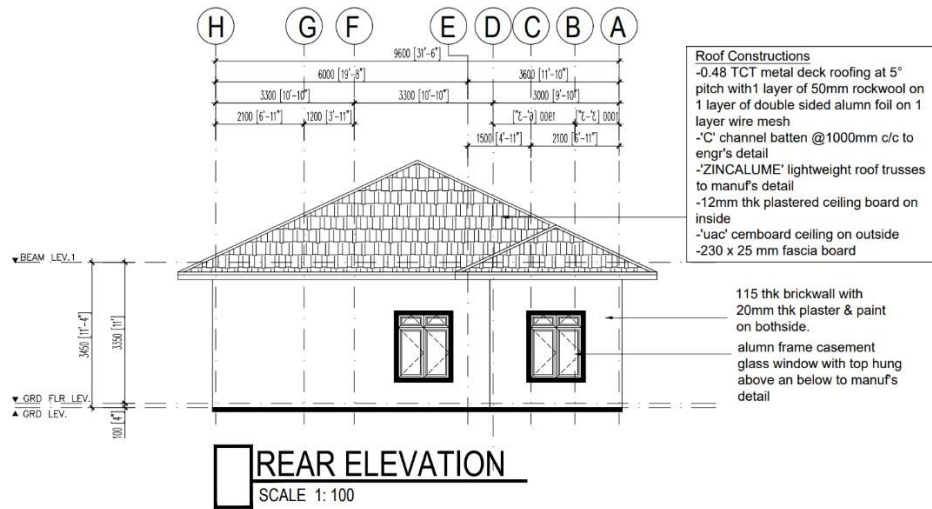 H G F E D C B A
9600 [31'-6"]
6000 [19'-8"] 3600 [11'-10"]
3300 [10'-10"] 3300 [10'-10"] 3000 [9'-10"]
2100 [6'-11"] 1200 [3'-11"] 1900 [6'-3"] 1000 [3'-3"]
1500 [4'-11"] 2100 [6'-11"]
Roof Constructions
-0.48 TCT metal deck roofing at 5°
pitch with1 layer of 50mm rockwool on
1 layer of double sided alumn foil on 1
layer wire mesh
-'C' channel batten @1000mm c/c to
engr's detail
-'ZINCALUME' lightweight roof trusses
to manuf's detail
-12mm thk plastered ceiling board on
inside
-'uac' cemboard ceiling on outside
-230 x 25 mm fascia board
BEAM LEV.1
3450 [11'-4"]
3350 [11']
115 thk brickwall with
20mm thk plaster & paint
on bothside.
alumn frame casement
glass window with top hung
above an below to manuf's
detail
GRD FLR LEV.
GRD LEV.
100 [4"]
REAR ELEVATION
SCALE 1: 100